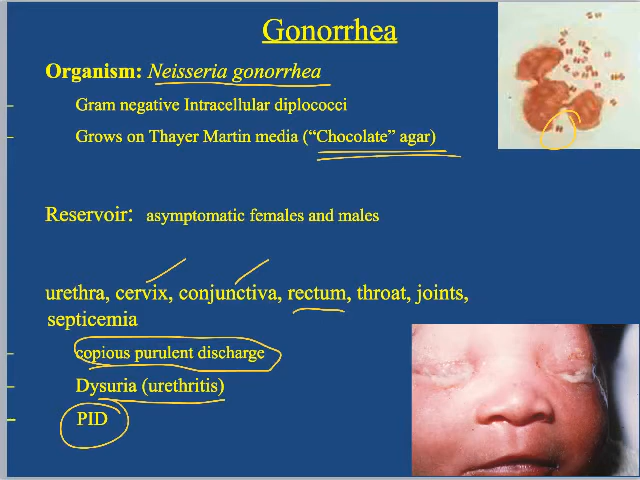 Gonorrhea
Organism: Neisseria gonorrhea
Gram negative Intracellular diplococci
Grows on Thayer Martin media (“Chocolate” agar)
Reservoir: asymptomatic females and males
urethra, cervix, conjunctiva, rectum, throat, joints,
septicemia
copious purulent discharge
Dysuria (urethritis)
PID